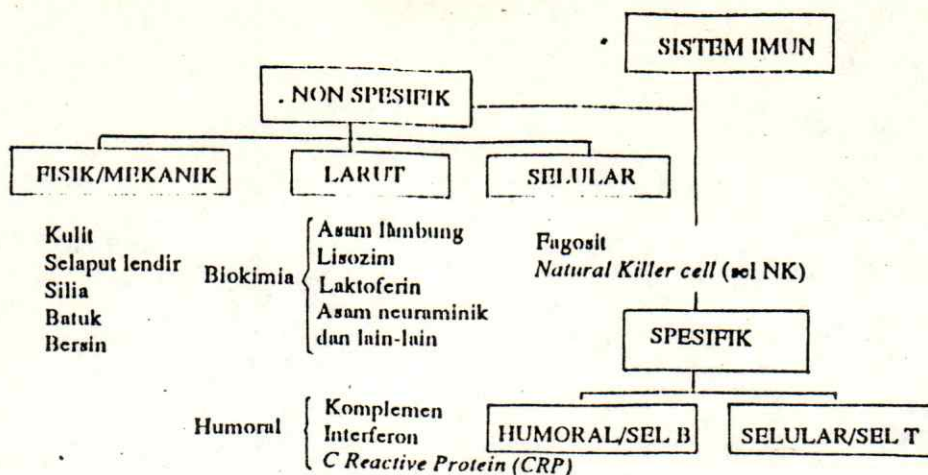 SISTEM IMUN
NON SPESIFIK
FISIK/MEKANIK
LARUT
SELULAR
Kulit
Selaput lendir
Silia
Batuk
Bersin
Biokimia
Asam lambung
Lisozim
Laktoferin
Asam neuraminik
dan lain-lain
Humoral
Komplemen
Interferon
C Reactive Protein (CRP)
Fagosit
Natural Killer cell (sel NK)
SPESIFIK
HUMORAL/SEL B
SELULAR/SEL T